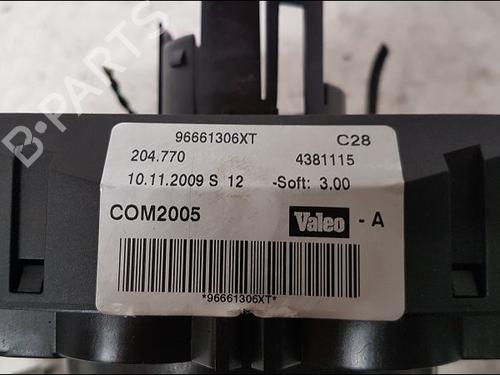 B-PARTS
96661306XT C28
204.770 4381115
10.11.2009 S 12 -Soft: 3.00
COM2005 Valeo - A
*96661306XT*